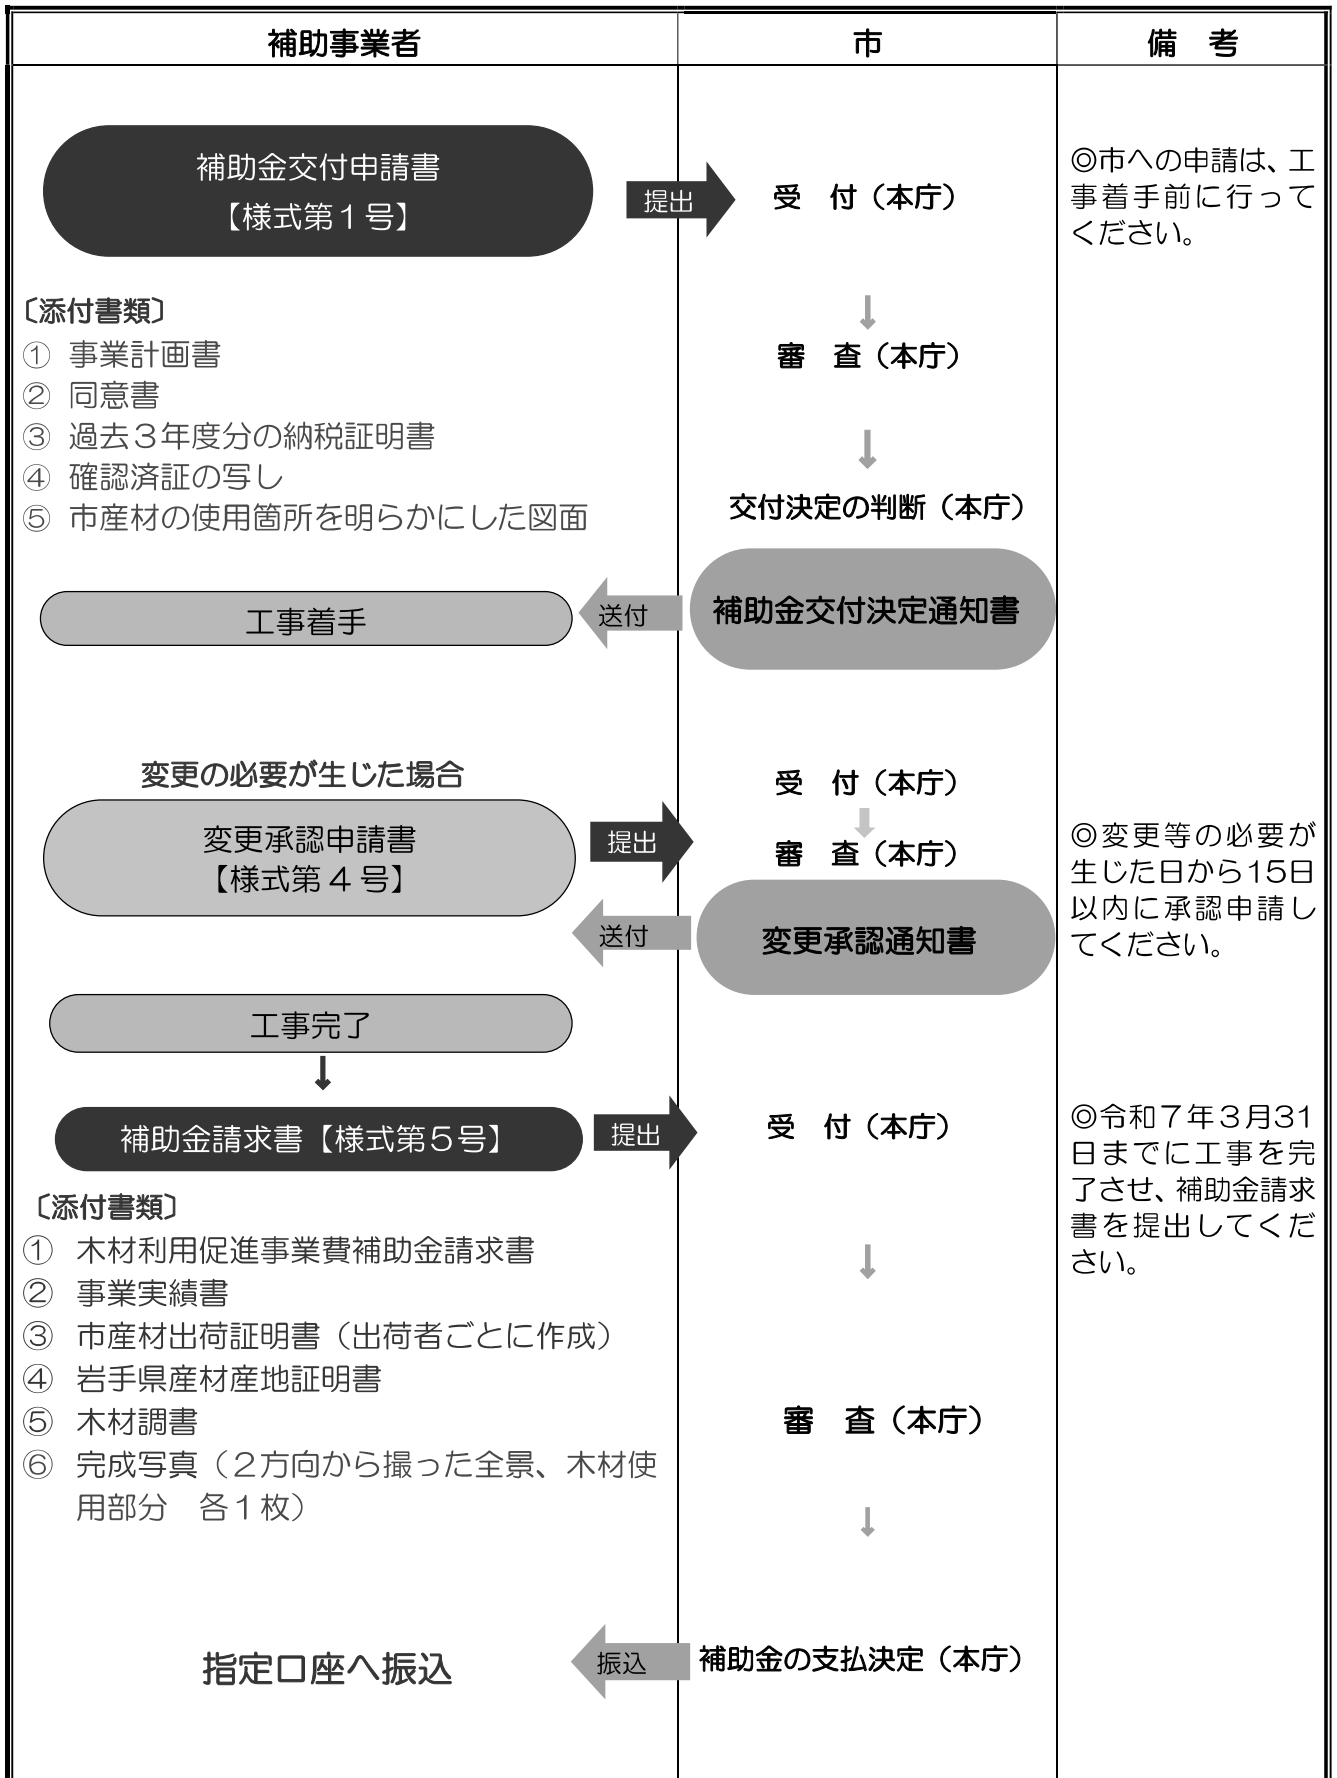 補助事業者
市
備　考
補助金交付申請書
【様式第１号】
提出
受　付（本庁）
◎市への申請は、工
事着手前に行って
ください。
〔添付書類〕
① 事業計画書
② 同意書
③ 過去３年度分の納税証明書
④ 確認済証の写し
⑤ 市産材の使用箇所を明らかにした図面
↓
審　査（本庁）
↓
交付決定の判断（本庁）
補助金交付決定通知書
送付
工事着手
変更の必要が生じた場合
変更承認申請書
【様式第４号】
提出
受　付（本庁）
審　査（本庁）
変更承認通知書
送付
◎変更等の必要が
生じた日から15日
以内に承認申請し
てください。
工事完了
↓
補助金請求書【様式第５号】
提出
受　付（本庁）
◎令和７年３月31
日までに工事を完
了させ、補助金請求
書を提出してくだ
さい。
〔添付書類〕
① 木材利用促進事業費補助金請求書
② 事業実績書
③ 市産材出荷証明書（出荷者ごとに作成）
④ 岩手県産材産地証明書
⑤ 木材調書
⑥ 完成写真（２方向から撮った全景、木材使
用部分　各１枚）
↓
審　査（本庁）
↓
補助金の支払決定（本庁）
振込
指定口座へ振込